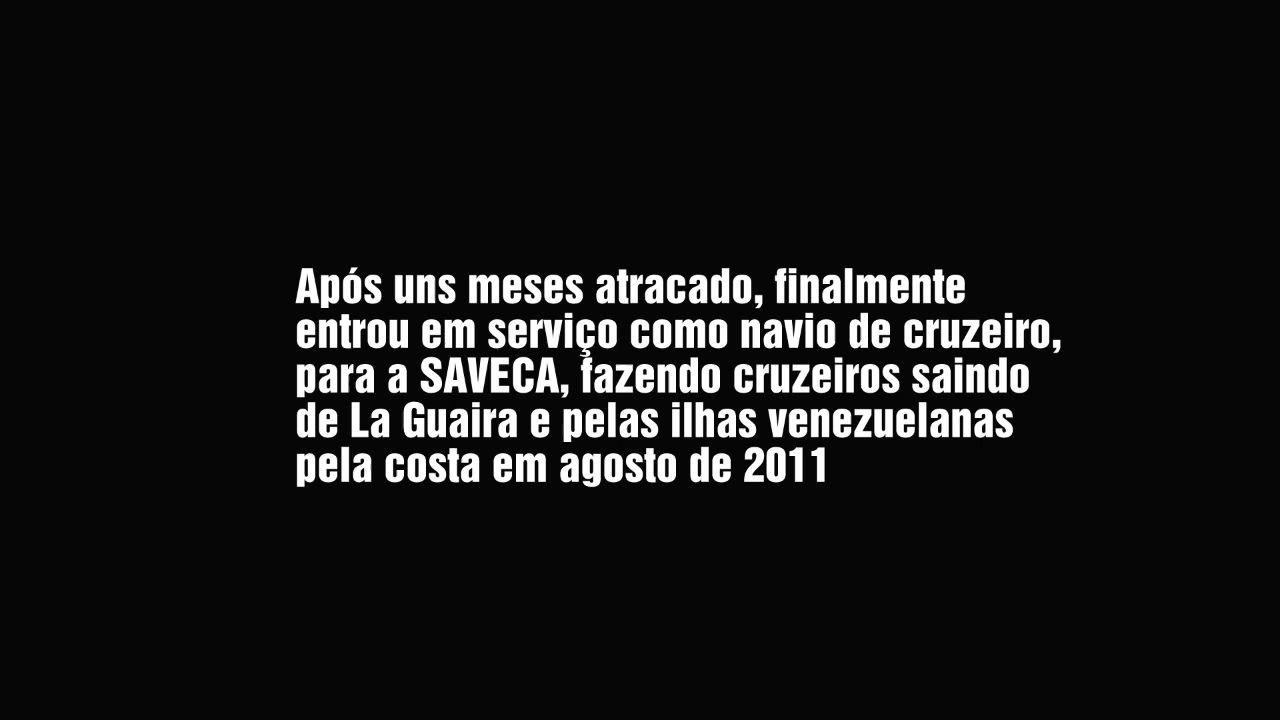 Após uns meses atracado, finalmente
entrou em serviço como navio de cruzeiro,
para a SAVECA, fazendo cruzeiros saindo
de La Guaira e pelas ilhas venezuelanas
pela costa em agosto de 2011